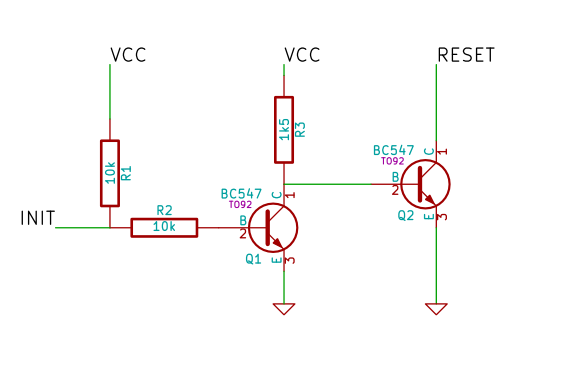 VCC
VCC
RESET
10k
R1
1k5
R3
BC547
TO92
C
1
B
2
Q2
E
3
INIT
R2
10k
BC547
TO92
C
1
B
2
Q1
E
3